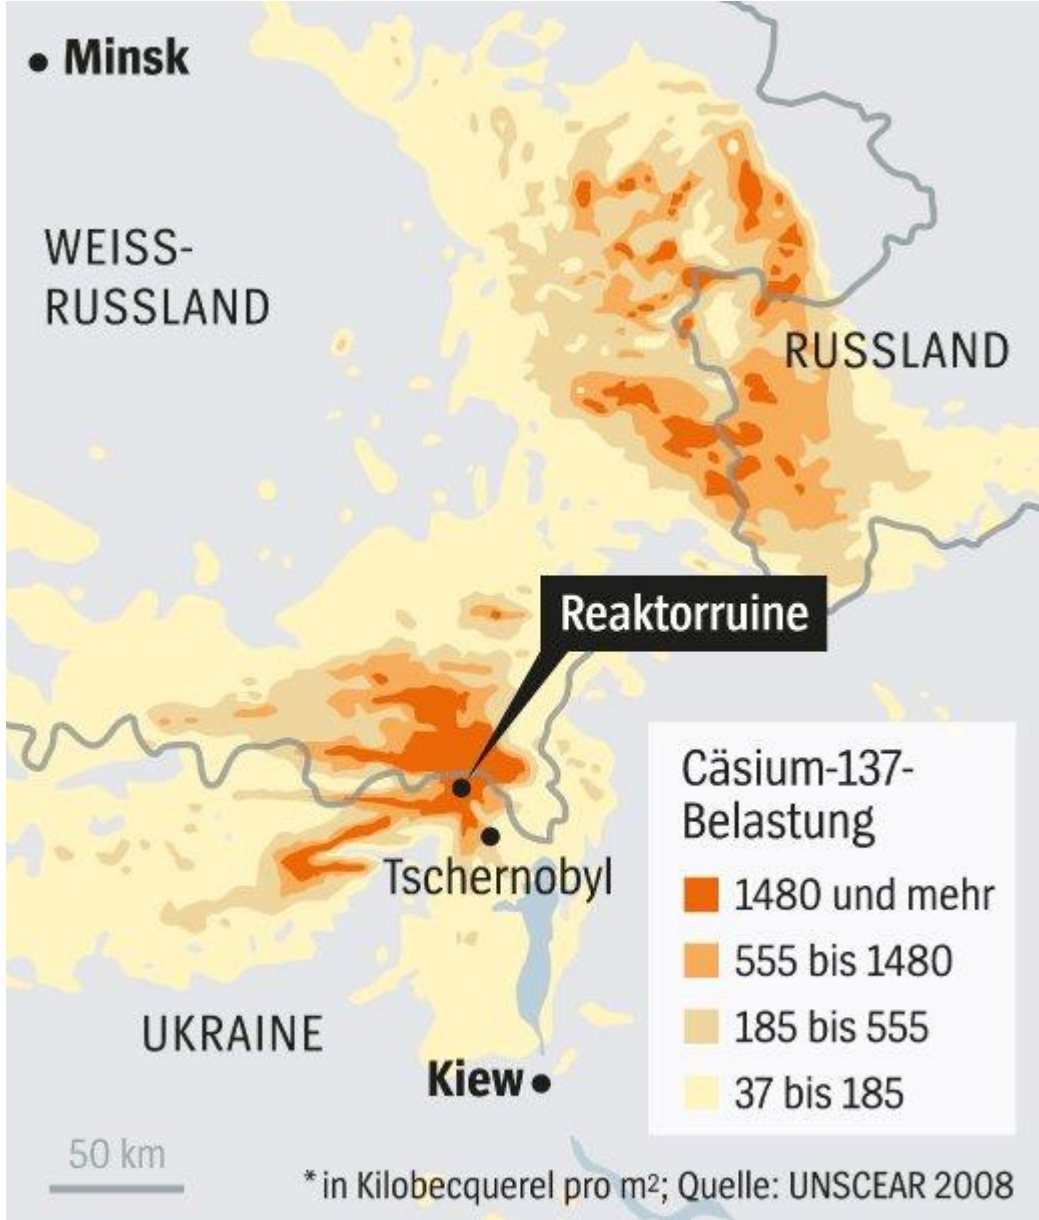 Minsk
WEISS-
RUSSLAND
RUSSLAND
Reaktorruine
Cäsium-137-
Belastung
1480 und mehr
555 bis 1480
185 bis 555
37 bis 185
Tschernobyl
UKRAINE
Kiew
50 km
* in Kilobecquerel pro m²; Quelle: UNSCEAR 2008